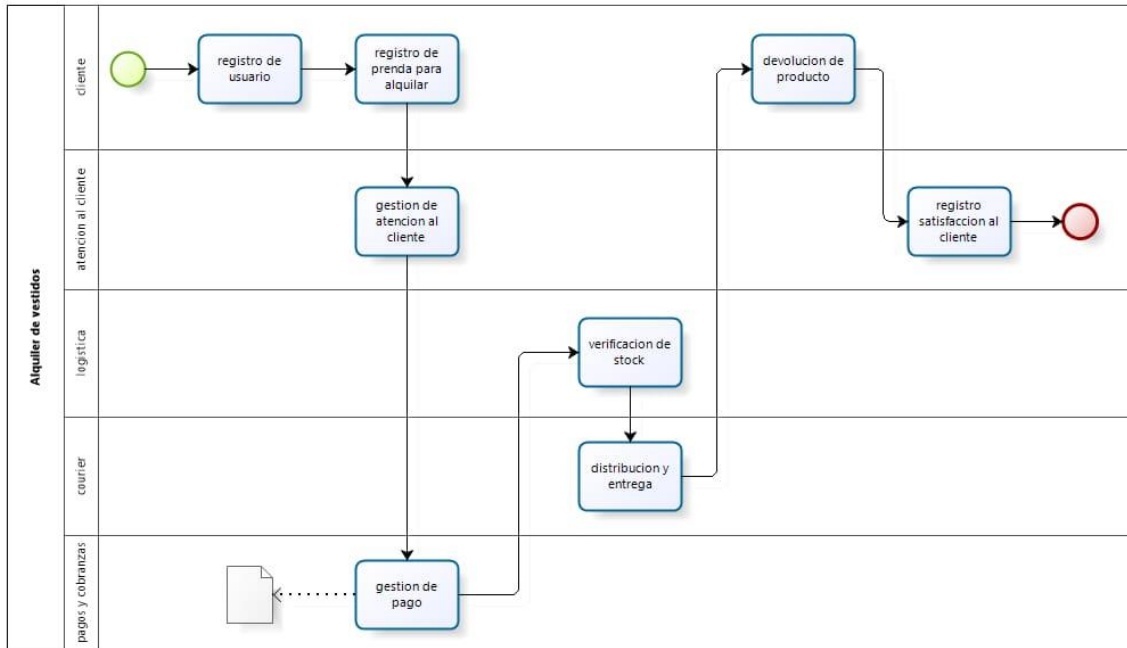 Alquiler de vestidos
cliente
registro de
usuario
registro de
prenda para
alquilar
devolucion de
producto
atencion al cliente
gestion de
atencion al
cliente
registro
satisfaccion al
cliente
logistica
verificacion de
stock
courier
distribucion y
entrega
pagos y cobranzas
gestion de
pago